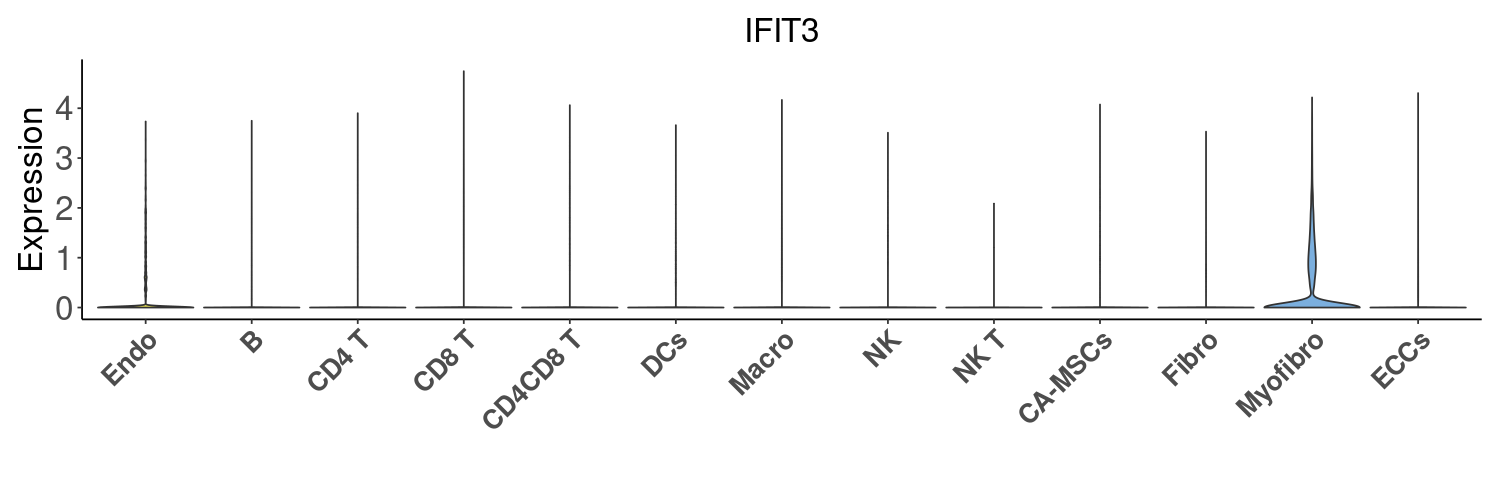 IFIT3
Expression
4
3
2
1
0
Endo
B
CD4 T
CD8 T
CD4CD8 T
DCs
Macro
NK
NK T
CA-MSCs
Fibro
Myofibro
ECCs